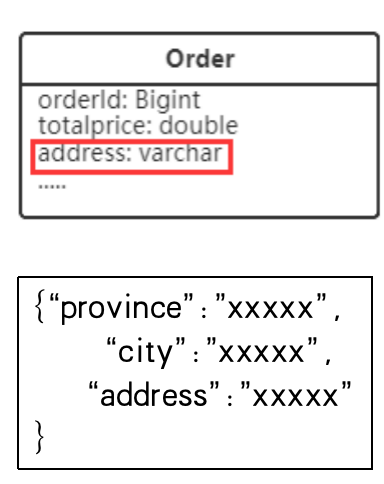 Order
orderId: Bigint
totalprice: double
address: varchar
.....
{“province”:"xxxxx”,
“city”:"xxxxx”,
“address”:"xxxxx”
}